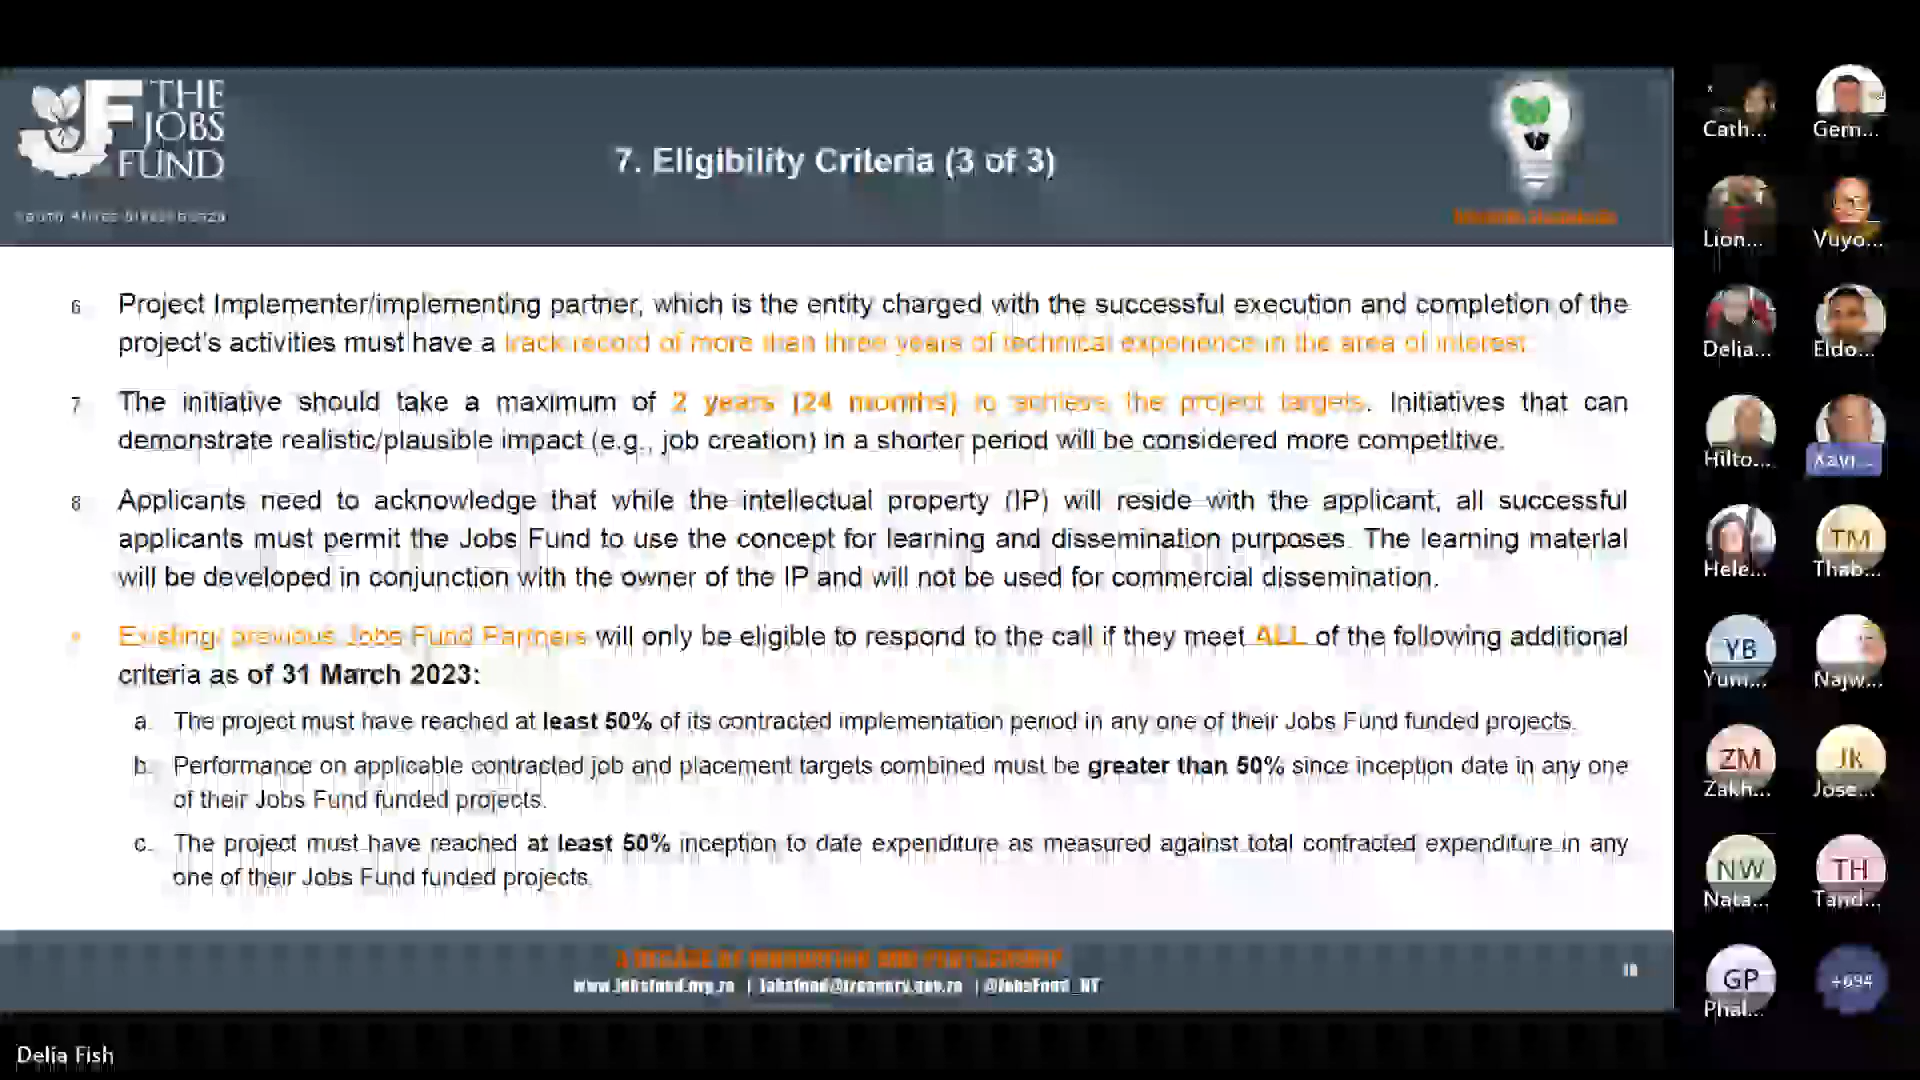 THE
JOBS
FUND
7. Eligibility Criteria (3 of 3)
6 Project Implementer/implementing partner, which is the entity charged with the successful execution and completion of the
project's activities must have a track record of more than three years of technical experience in the area of interest.
7 The initiative should take a maximum of 2 years (24 months) to achieve the project targets. Initiatives that can
demonstrate realistic/plausible impact (e.g., job creation) in a shorter period will be considered more competitive.
8 Applicants need to acknowledge that while the intellectual property (IP) will reside with the applicant, all successful
applicants must permit the Jobs Fund to use the concept for learning and dissemination purposes. The learning material
will be developed in conjunction with the owner of the IP and will not be used for commercial dissemination.
• Existing/ previous Jobs Fund Partners will only be eligible to respond to the call if they meet ALL of the following additional
criteria as of 31 March 2023:
a. The project must have reached at least 50% of its contracted implementation period in any one of their Jobs Fund funded projects.
b. Performance on applicable contracted job and placement targets combined must be greater than 50% since inception date in any one
of their Jobs Fund funded projects.
c. The project must have reached at least 50% inception to date expenditure as measured against total contracted expenditure in any
one of their Jobs Fund funded projects.
A DECADE OF INNOVATION AND PARTNERSHIP
www.jobsfund.org.za | jobsfund@treasury.gov.za | @JobsFund_NT
Cath... Gem...
Lion... Vuyo...
Delia... Eldo...
Hilto... Xavi...
TM
Hele... Thab...
YB
Yum... Najw...
ZM JK
Zakh... Jose...
NW TH
Nata... Tand...
GP +694
Phal...
Delia Fish